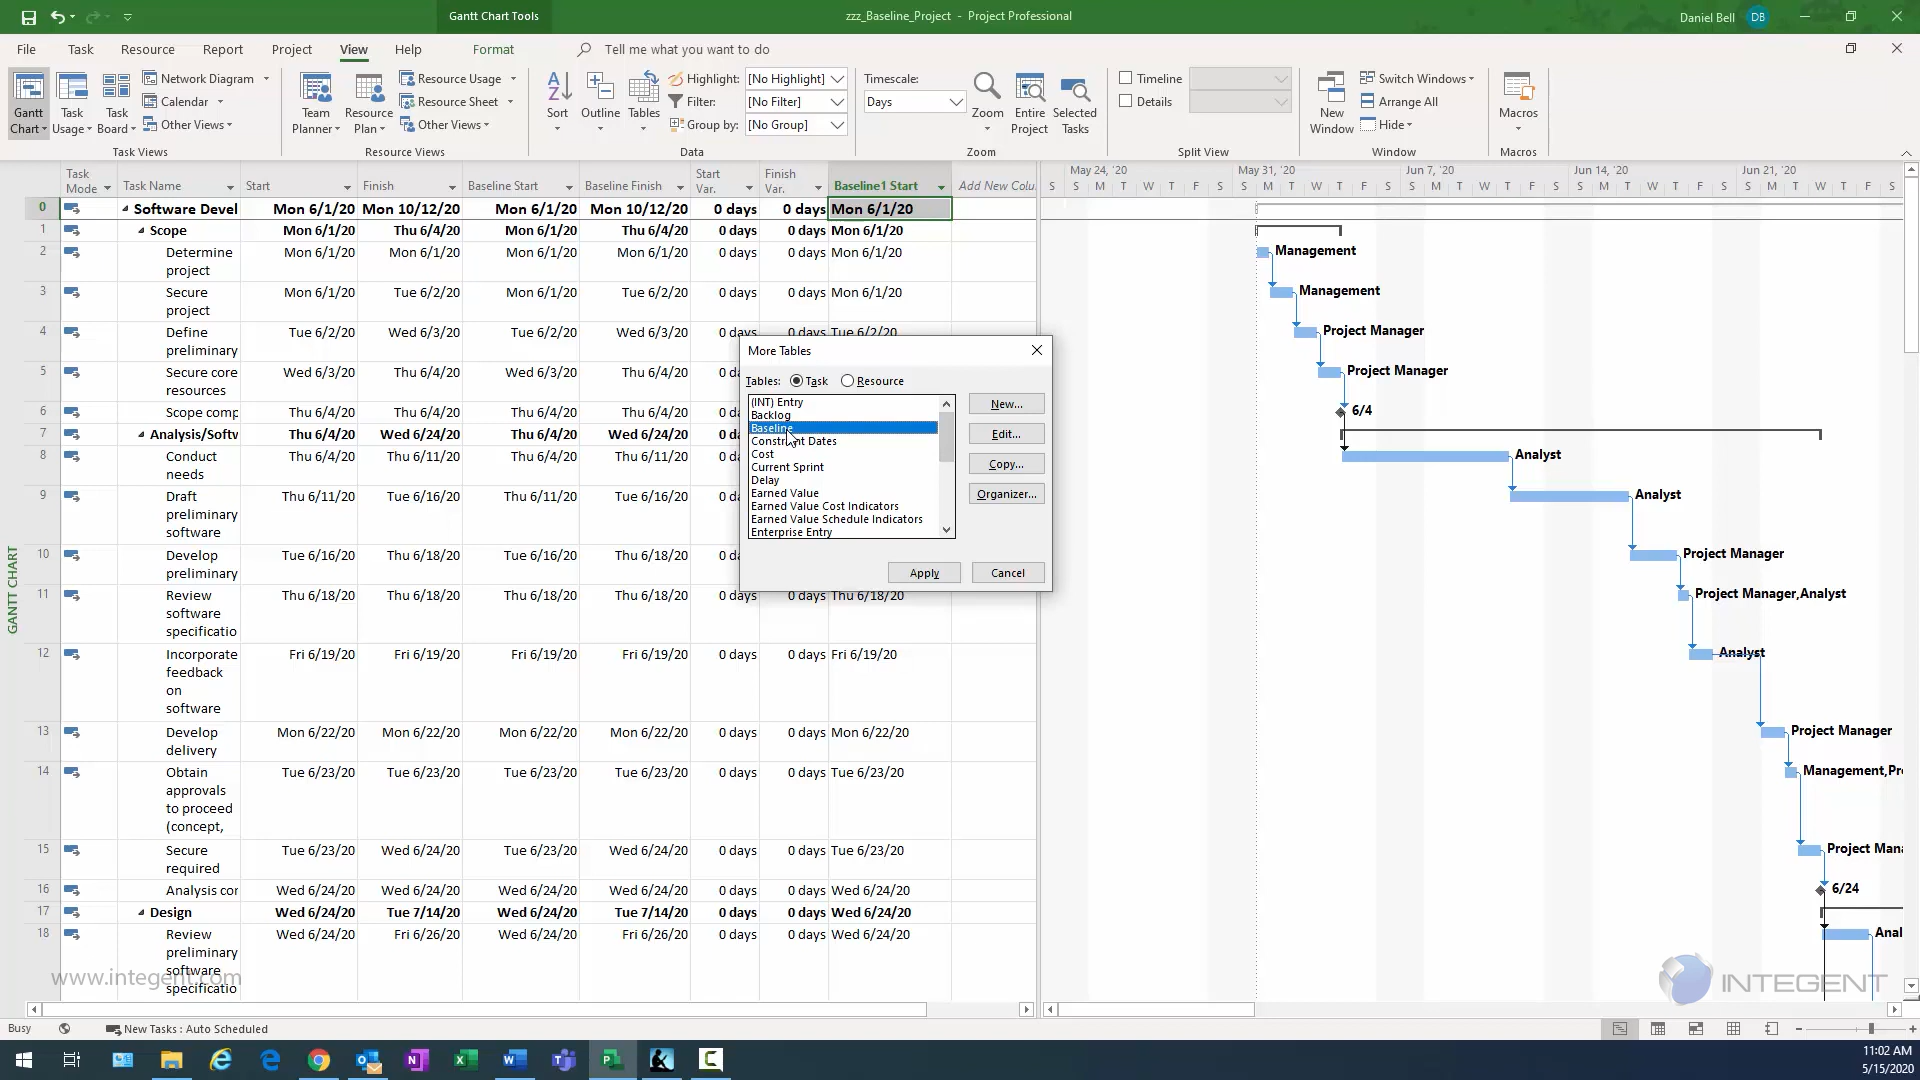 Gantt Chart Tools
zzz_Baseline_Project - Project Professional
Daniel Bell DB
File Task Resource Report Project View Help Format Tell me what you want to do
Gantt Chart
Task Usage
Task Board
Network Diagram
Calendar
Other Views
Task Views
Team Planner
Resource Plan
Resource Usage
Resource Sheet
Other Views
Resource Views
Sort
Outline
Tables
Highlight: [No Highlight]
Filter: [No Filter]
Group by: [No Group]
Data
Timescale:
Days
Zoom
Entire Project
Selected Tasks
Zoom
Timeline
Details
Split View
New Window
Switch Windows
Arrange All
Hide
Window
Macros
Macros
Task Mode Task Name Start Finish Baseline Start Baseline Finish Start Var. Finish Var. Baseline1 Start Add New Colu
May 24, '20 May 31, '20 Jun 7, '20 Jun 14, '20 Jun 21, '20
S S M T W T F S S M T W T F S S M T W T F S S M T W T F S S M T W T F S
0 Software Devel Mon 6/1/20 Mon 10/12/20 Mon 6/1/20 Mon 10/12/20 0 days 0 days Mon 6/1/20
1 Scope Mon 6/1/20 Thu 6/4/20 Mon 6/1/20 Thu 6/4/20 0 days 0 days Mon 6/1/20
2 Determine project Mon 6/1/20 Mon 6/1/20 Mon 6/1/20 Mon 6/1/20 0 days 0 days Mon 6/1/20 Management
3 Secure project Mon 6/1/20 Tue 6/2/20 Mon 6/1/20 Tue 6/2/20 0 days 0 days Mon 6/1/20 Management
4 Define preliminary Tue 6/2/20 Wed 6/3/20 Tue 6/2/20 Wed 6/3/20 0 days 0 days Tue 6/2/20 Project Manager
5 Secure core resources Wed 6/3/20 Thu 6/4/20 Wed 6/3/20 Thu 6/4/20 0 da Project Manager
6 Scope comp Thu 6/4/20 Thu 6/4/20 Thu 6/4/20 Thu 6/4/20 0 da 6/4
7 Analysis/Softw Thu 6/4/20 Wed 6/24/20 Thu 6/4/20 Wed 6/24/20 0 da
8 Conduct needs Thu 6/4/20 Thu 6/11/20 Thu 6/4/20 Thu 6/11/20 0 da Analyst
9 Draft preliminary software Thu 6/11/20 Tue 6/16/20 Thu 6/11/20 Tue 6/16/20 0 da Analyst
10 Develop preliminary Tue 6/16/20 Thu 6/18/20 Tue 6/16/20 Thu 6/18/20 0 da Project Manager
11 Review software specificatio Thu 6/18/20 Thu 6/18/20 Thu 6/18/20 Thu 6/18/20 0 days 0 days Thu 6/18/20 Project Manager,Analyst
12 Incorporate feedback on software Fri 6/19/20 Fri 6/19/20 Fri 6/19/20 Fri 6/19/20 0 days 0 days Fri 6/19/20 Analyst
13 Develop delivery Mon 6/22/20 Mon 6/22/20 Mon 6/22/20 Mon 6/22/20 0 days 0 days Mon 6/22/20 Project Manager
14 Obtain approvals to proceed (concept, Tue 6/23/20 Tue 6/23/20 Tue 6/23/20 Tue 6/23/20 0 days 0 days Tue 6/23/20 Management,Pr
15 Secure required Tue 6/23/20 Wed 6/24/20 Tue 6/23/20 Wed 6/24/20 0 days 0 days Tue 6/23/20 Project Mana
16 Analysis cor Wed 6/24/20 Wed 6/24/20 Wed 6/24/20 Wed 6/24/20 0 days 0 days Wed 6/24/20 6/24
17 Design Wed 6/24/20 Tue 7/14/20 Wed 6/24/20 Tue 7/14/20 0 days 0 days Wed 6/24/20
18 Review preliminary software specificatio Wed 6/24/20 Fri 6/26/20 Wed 6/24/20 Fri 6/26/20 0 days 0 days Wed 6/24/20 Anal
GANTT CHART
More Tables
Tables: Task Resource
(INT) Entry
Backlog
Baseline
Constraint Dates
Cost
Current Sprint
Delay
Earned Value
Earned Value Cost Indicators
Earned Value Schedule Indicators
Enterprise Entry
New...
Edit...
Copy...
Organizer...
Apply
Cancel
www.integent.com
INTEGENT
Busy New Tasks : Auto Scheduled
11:02 AM
5/15/2020